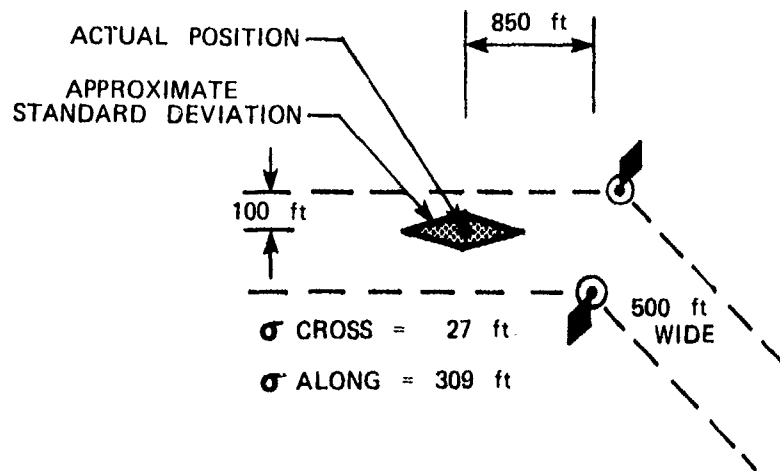 850 ft
ACTUAL POSITION
APPROXIMATE
STANDARD DEVIATION
100 ft
500 ft
WIDE
σ CROSS = 27 ft
σ ALONG = 309 ft